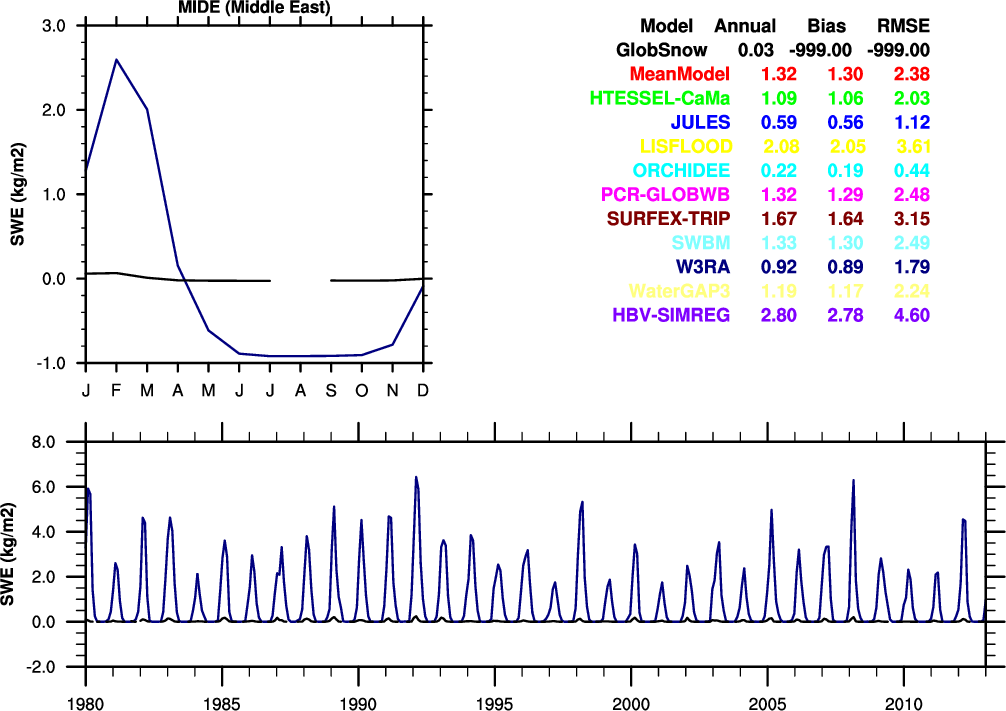 MIDE (Middle East)
3.0
2.0
1.0
0.0
-1.0
SWE (kg/m2)
J F M A M J J A S O N D
Model Annual Bias RMSE
GlobSnow 0.03 -999.00 -999.00
MeanModel 1.32 1.30 2.38
HTESSEL-CaMa 1.09 1.06 2.03
JULES 0.59 0.56 1.12
LISFLOOD 2.08 2.05 3.61
ORCHIDEE 0.22 0.19 0.44
PCR-GLOBWB 1.32 1.29 2.48
SURFEX-TRIP 1.67 1.64 3.15
SWBM 1.33 1.30 2.49
W3RA 0.92 0.89 1.79
WaterGAP3 1.19 1.17 2.24
HBV-SIMREG 2.80 2.78 4.60
8.0
6.0
4.0
2.0
0.0
-2.0
SWE (kg/m2)
1980 1985 1990 1995 2000 2005 2010